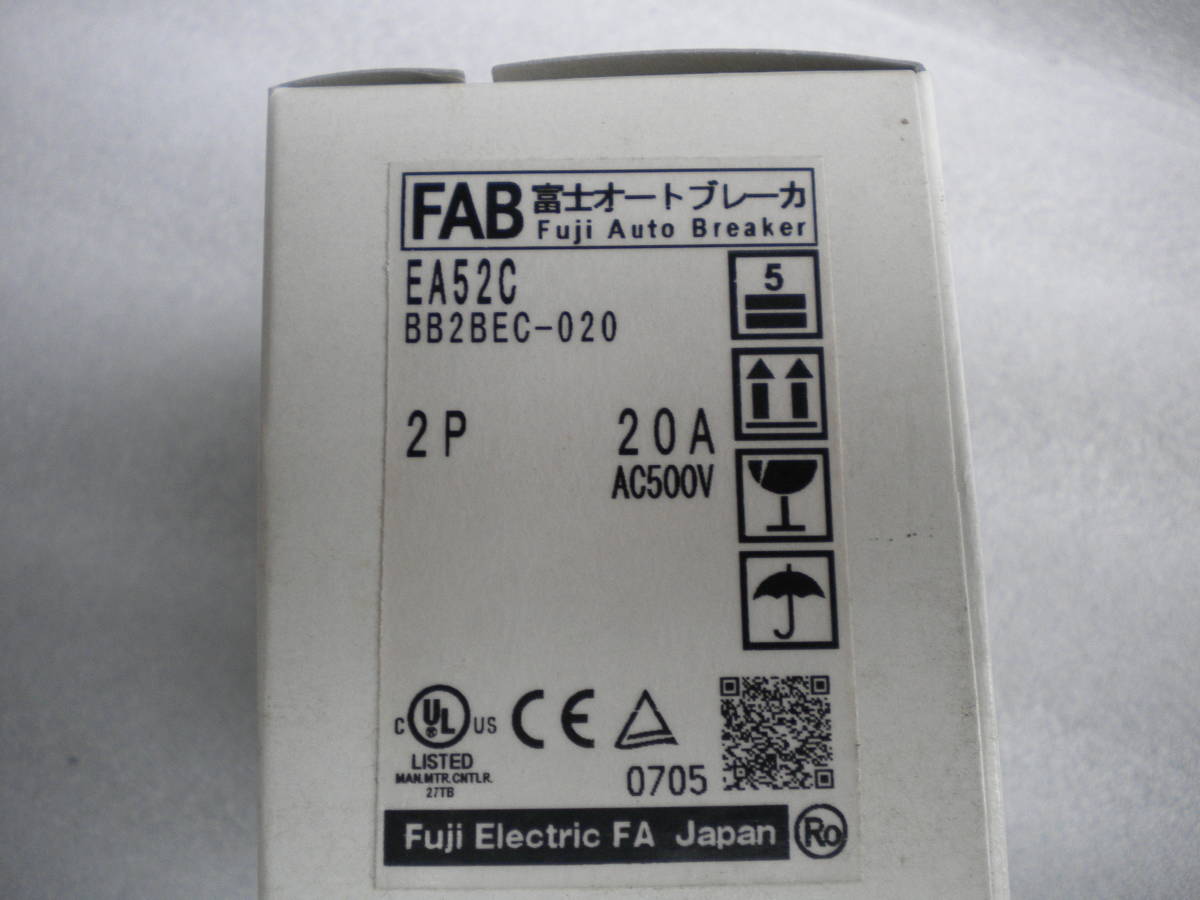 FAB 富士オートブレーカ
Fuji Auto Breaker
EA52C
BB2BEC-020
5
2P 20A
AC500V
C UL® US CE
LISTED
MAN.MTR.CNTLR.
27TB
0705
Fuji Electric FA Japan Ro